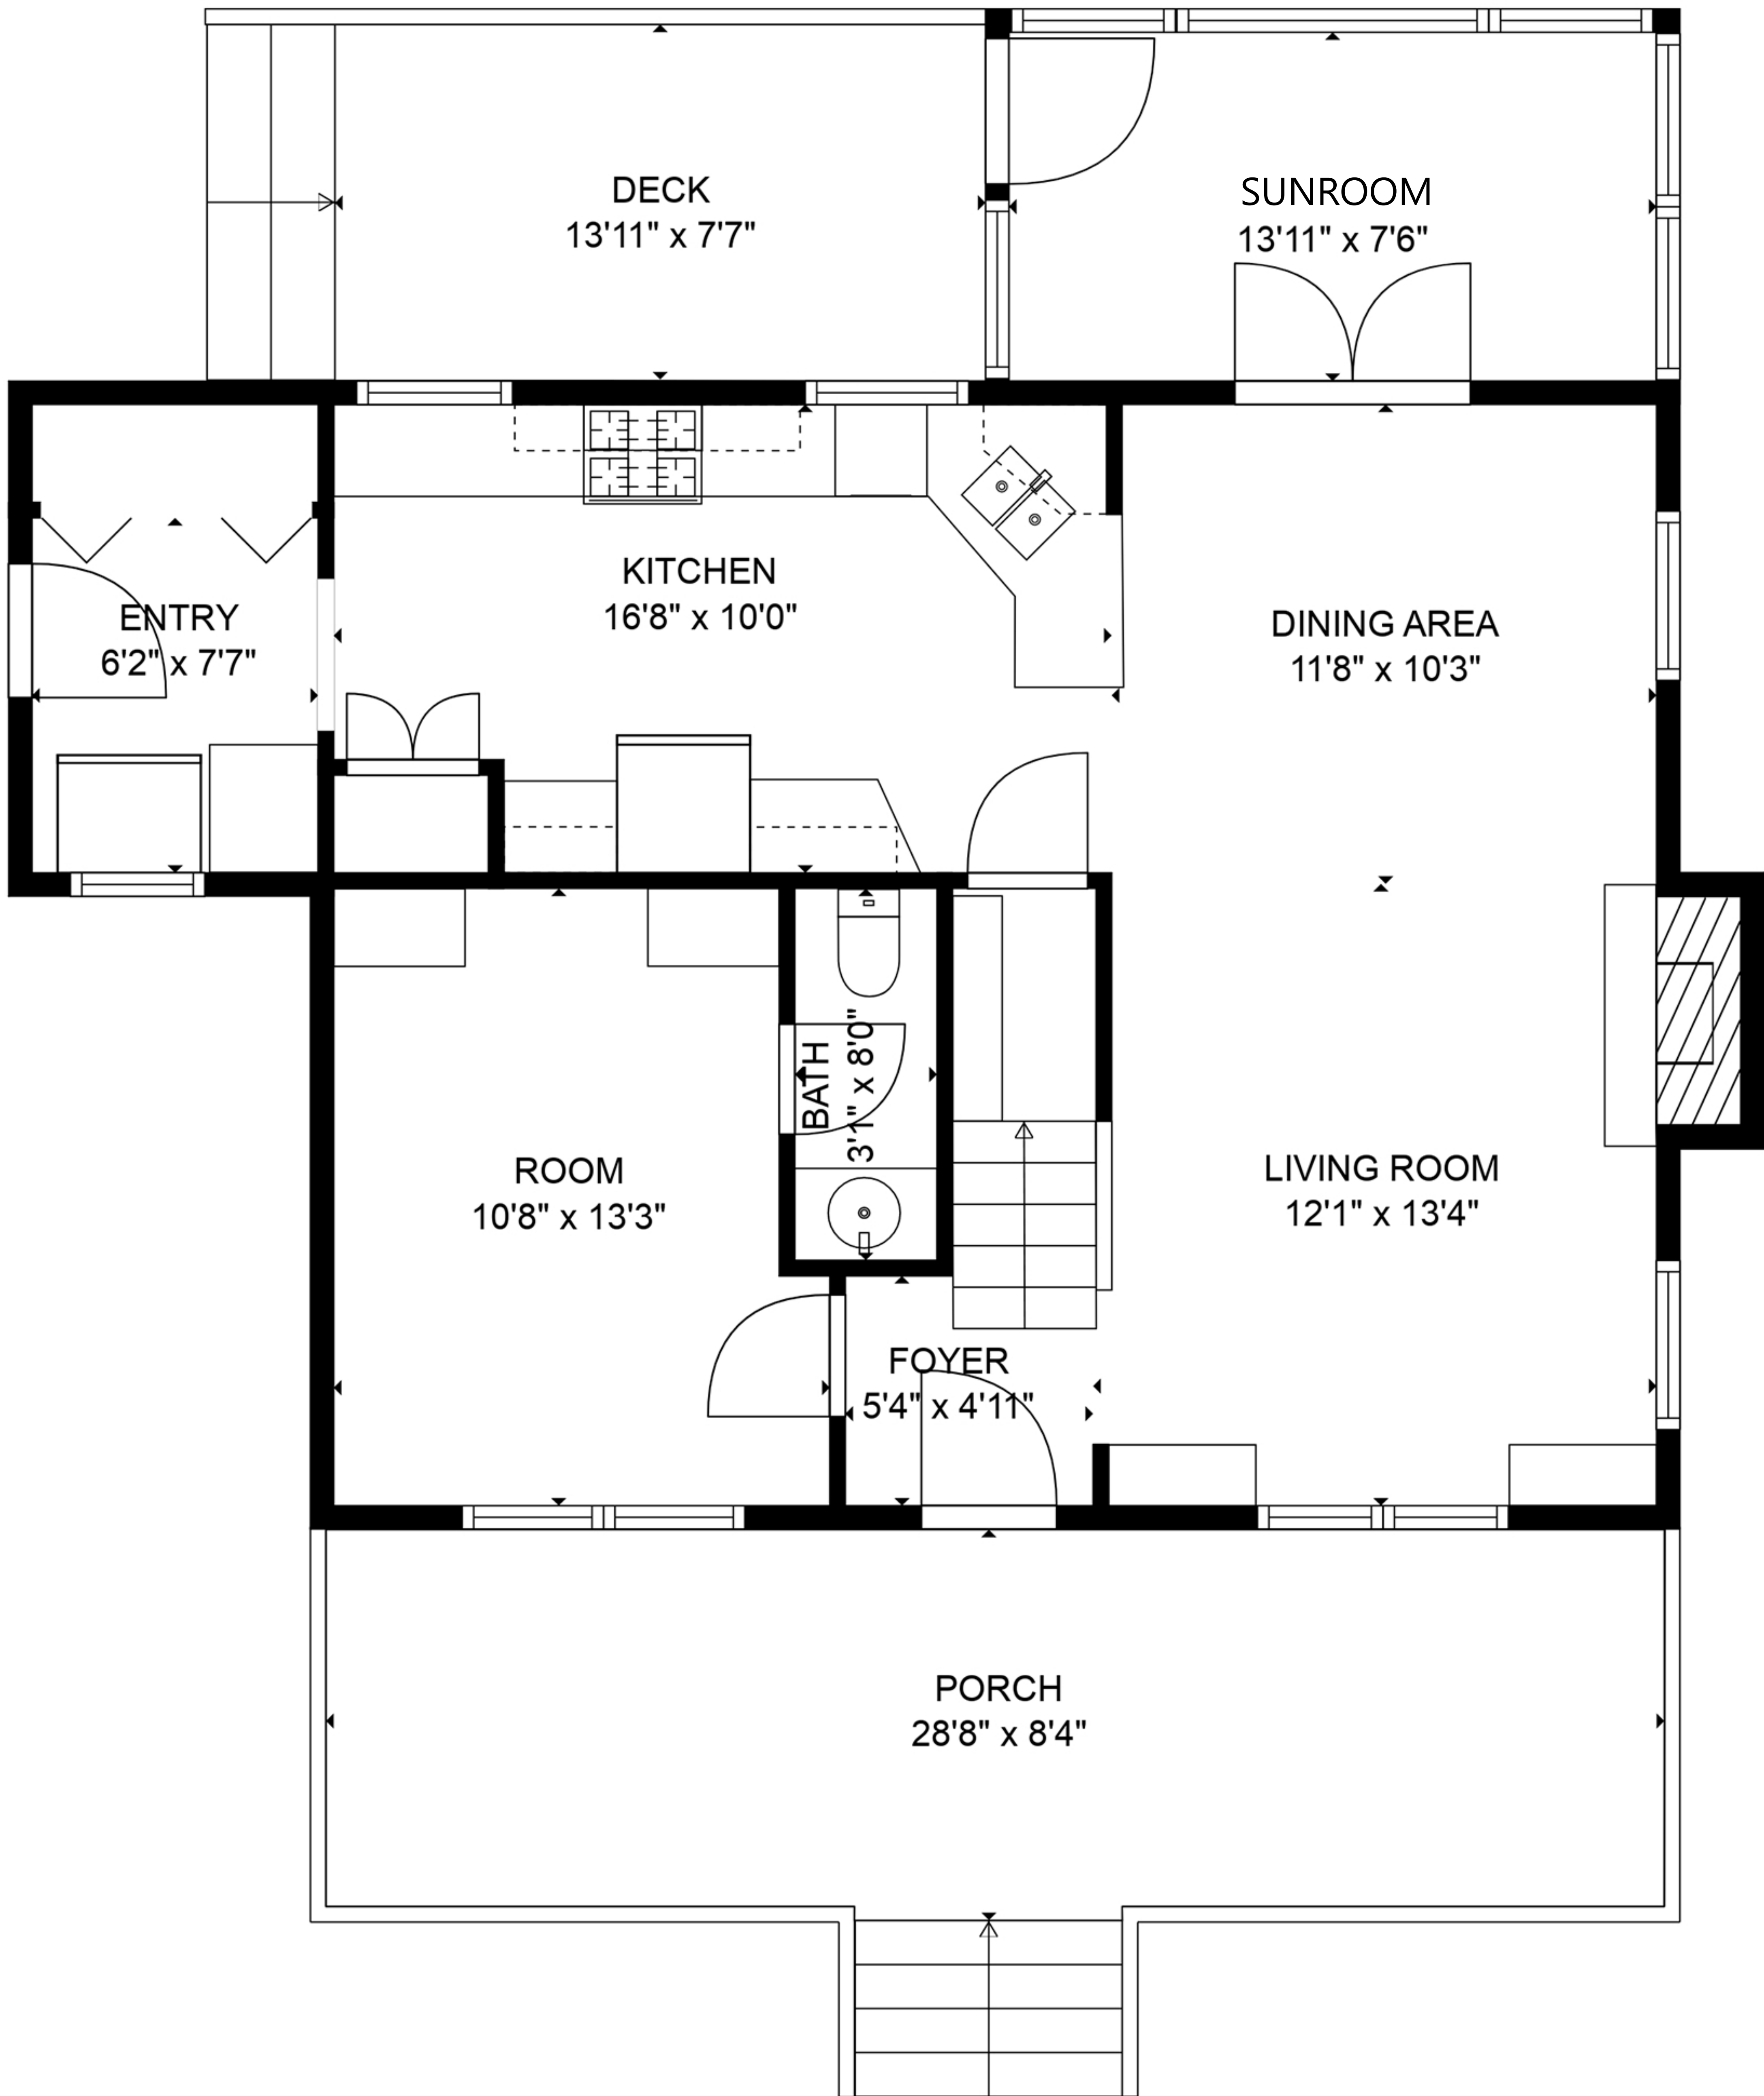 DECK
13'11" x 7'7"
SUNROOM
13'11" x 7'6"
KITCHEN
16'8" x 10'0"
ENTRY
6'2" x 7'7"
DINING AREA
11'8" x 10'3"
BATH
3'1" x 8'0"
ROOM
10'8" x 13'3"
LIVING ROOM
12'1" x 13'4"
FOYER
5'4" x 4'11"
PORCH
28'8" x 8'4"